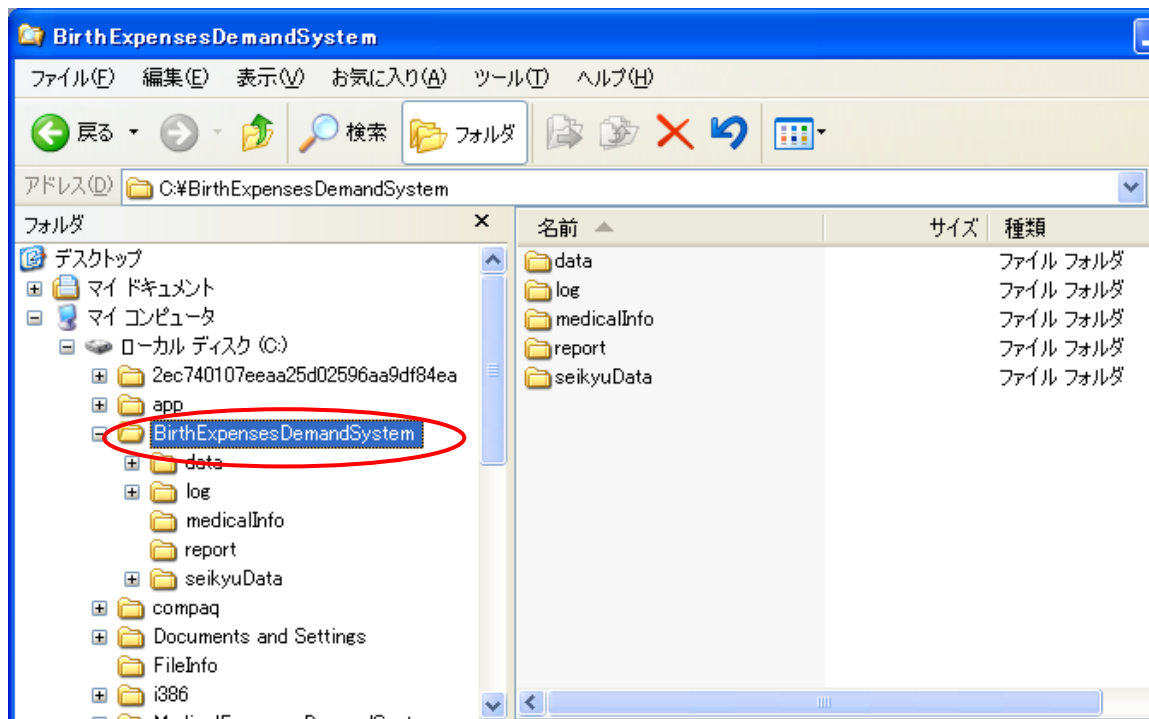 BirthExpensesDemandSystem
ファイル(F) 編集(E) 表示(V) お気に入り(A) ツール(T) ヘルプ(H)
戻る 検索 フォルダ
アドレス(D) C:¥BirthExpensesDemandSystem
フォルダ × 名前 サイズ 種類
デスクトップ
マイ ドキュメント
マイ コンピュータ
ローカル ディスク (C:)
2ec740107eeaa25d02596aa9df84ea
app
BirthExpensesDemandSystem
data
log
medicalInfo
report
seikyuData
compaq
Documents and Settings
FileInfo
i386
data ファイル フォルダ
log ファイル フォルダ
medicalInfo ファイル フォルダ
report ファイル フォルダ
seikyuData ファイル フォルダ